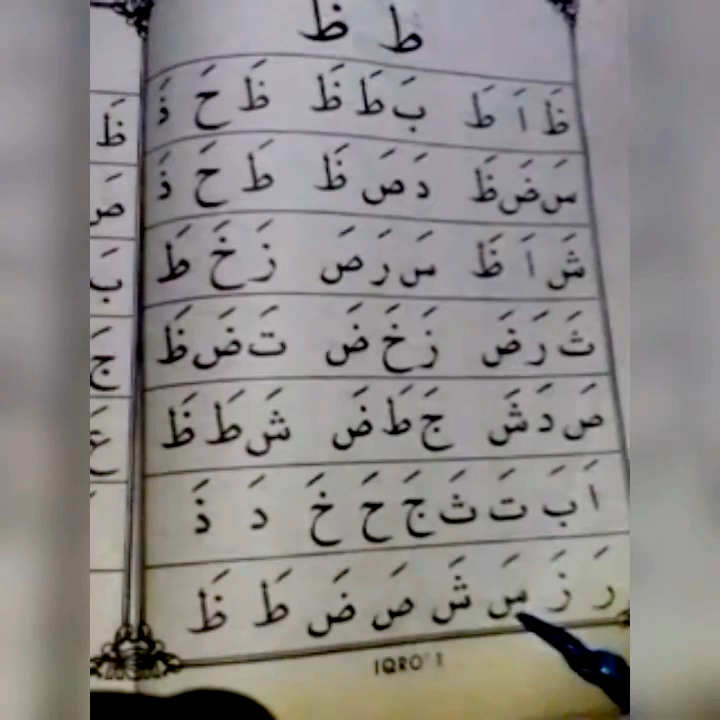 ط ظ
ظَ اَ طَ بَ طَ ظَ ظَ حَ ذَ
سَ ضَ ظَ دَ صَ ظَ طَ حَ ذَ
شَ اَ ظَ سَ رَ صَ زَ خَ طَ
ثَ رَ ضَ زَ خَ ضَ تَ ضَ ظَ
صَ دَ شَ جَ طَ ضَ شَ طَ ظَ
اَ بَ تَ ثَ جَ حَ خَ دَ ذَ
رَ زَ سَ شَ صَ ضَ طَ ظَ
IQRO' 1
ظَ
صَ
بَ
جَ